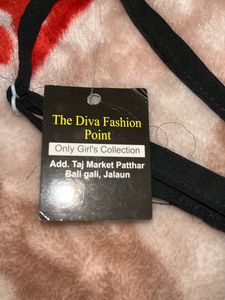 The Diva Fashion
Point
Only Girl's Collection
Add. Taj Market Patthar
Bali gali, Jalaun